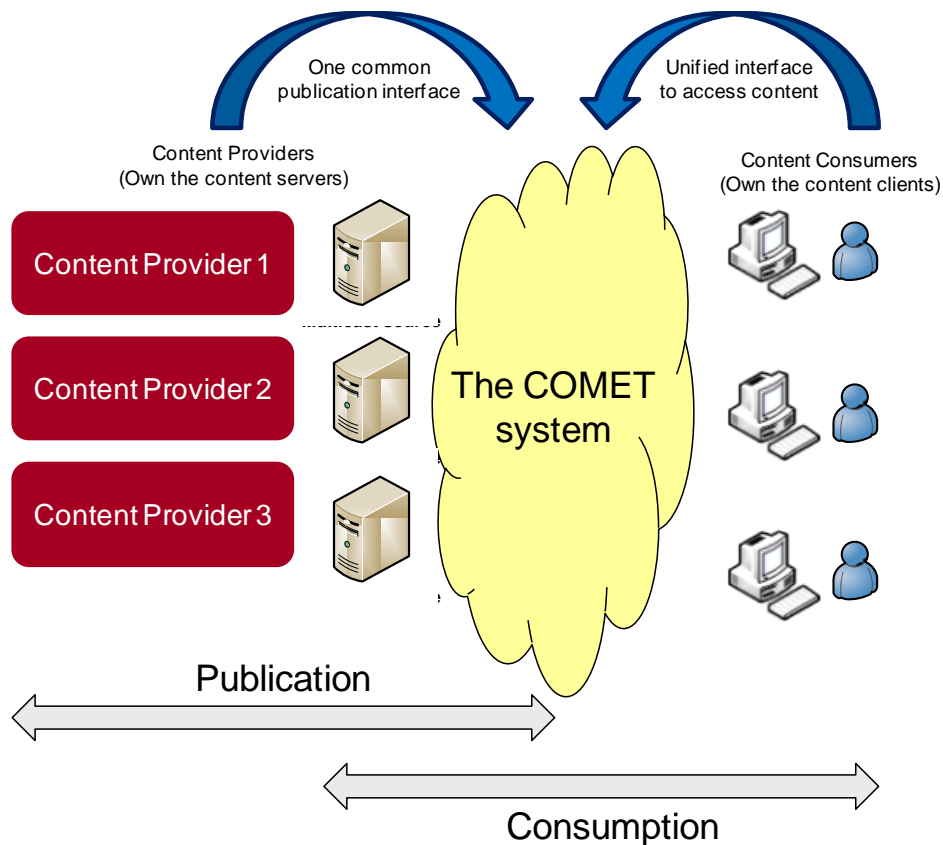 One common
publication interface
Unified interface
to access content
Content Providers
(Own the content servers)
Content Consumers
(Own the content clients)
Content Provider 1
Content Provider 2
Content Provider 3
The COMET
system
Publication
Consumption